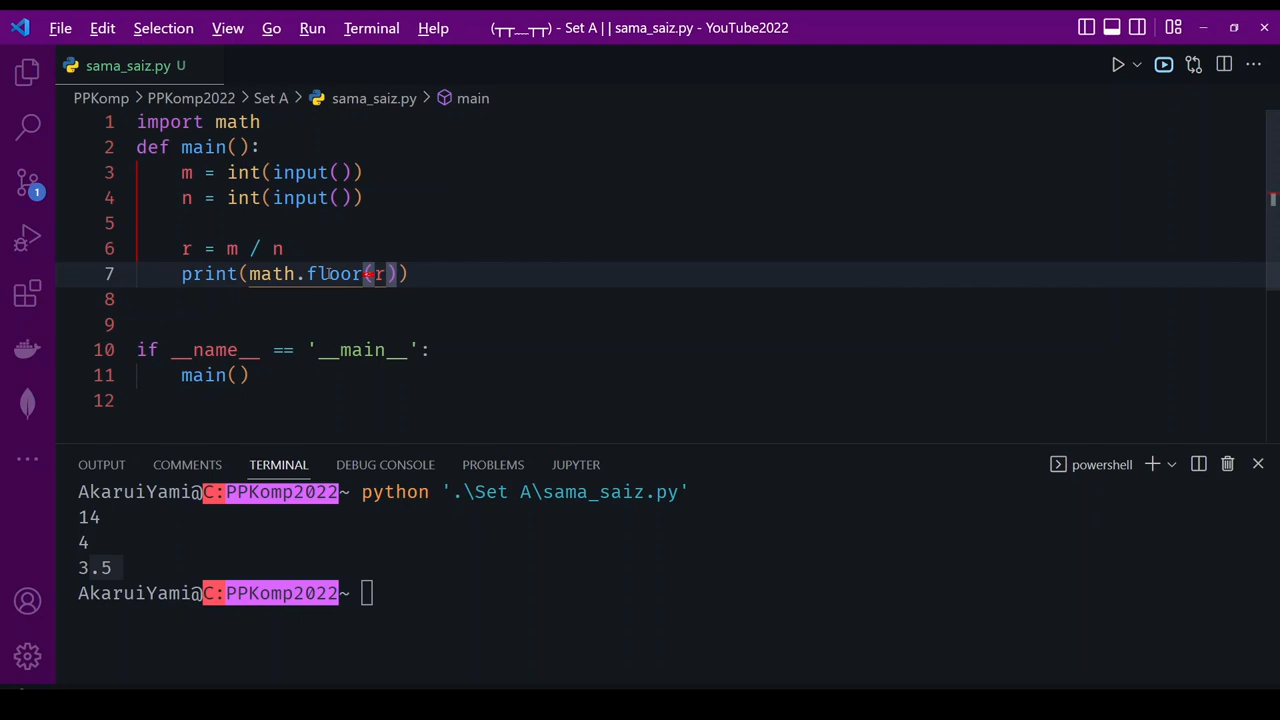 File Edit Selection View Go Run Terminal Help (┬┬﹏┬┬) - Set A || sama_saiz.py - YouTube2022
sama_saiz.py U
PPKomp > PPKomp2022 > Set A > sama_saiz.py > main
1 import math
2 def main():
3 m = int(input())
4 n = int(input())
5
6 r = m / n
7 print(math.floor(r))
8
9
10 if __name__ == '__main__':
11 main()
12
1
OUTPUT COMMENTS TERMINAL DEBUG CONSOLE PROBLEMS JUPYTER powershell
AkaruiYami@C:PPKomp2022~ python '.\Set A\sama_saiz.py'
14
4
3.5
AkaruiYami@C:PPKomp2022~